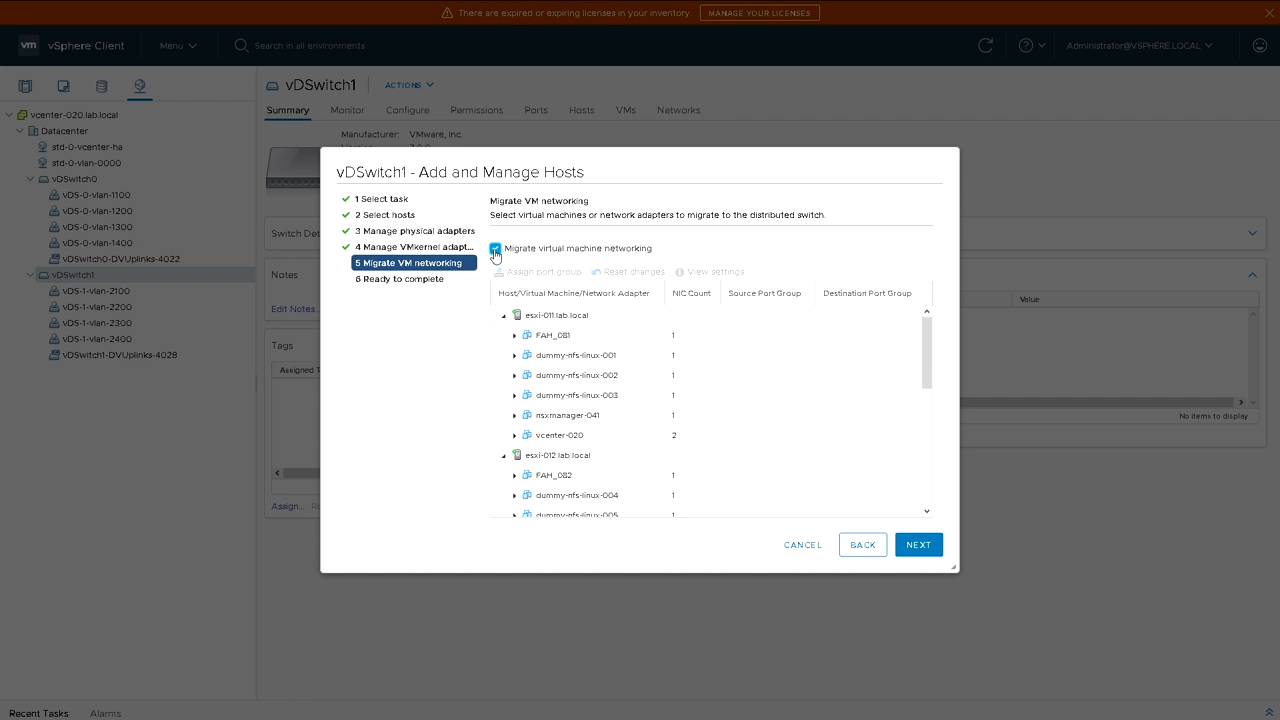 There are expired or expiring licenses in your inventory. MANAGE YOUR LICENSES
vm vSphere Client Menu Search in all environments Administrator@VSPHERE.LOCAL
vDSwitch1 ACTIONS
Summary Monitor Configure Permissions Ports Hosts VMs Networks
vcenter-020.lab.local
Datacenter
std-0-vcenter-ha
std-0-vlan-0000
vDSwitch0
vDS-0-vlan-1100
vDS-0-vlan-1200
vDS-0-vlan-1300
vDS-0-vlan-1400
vDSwitch0-DVUplinks-4022
vDSwitch1
vDS-1-vlan-2100
vDS-1-vlan-2200
vDS-1-vlan-2300
vDS-1-vlan-2400
vDSwitch1-DVUplinks-4028
Manufacturer: VMware, Inc.
Switch Det
Notes
Edit Notes
Tags
Assigned T
Assign...
Value
No items to display
vDSwitch1 - Add and Manage Hosts
1 Select task
2 Select hosts
3 Manage physical adapters
4 Manage VMkernel adapt...
5 Migrate VM networking
6 Ready to complete
Migrate VM networking
Select virtual machines or network adapters to migrate to the distributed switch.
Migrate virtual machine networking
Assign port group Reset changes View settings
Host/Virtual Machine/Network Adapter NIC Count Source Port Group Destination Port Group
esxi-011.lab.local
FAH_081 1
dummy-nfs-linux-001 1
dummy-nfs-linux-002 1
dummy-nfs-linux-003 1
nsxmanager-041 1
vcenter-020 2
esxi-012.lab.local
FAH_082 1
dummy-nfs-linux-004 1
dummy-nfs-linux-005 1
CANCEL BACK NEXT
Recent Tasks Alarms